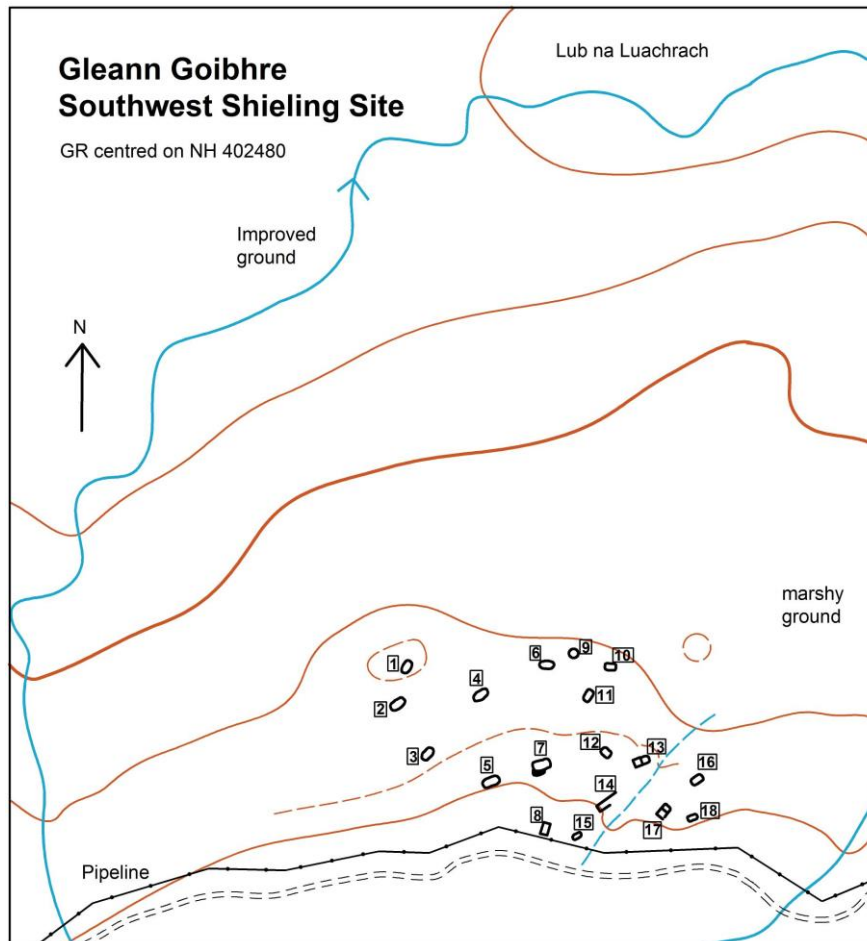 Gleann Goibhre
Southwest Shieling Site
GR centred on NH 402480
Lub na Luachrach
Improved
ground
N
marshy
ground
1
6
9
10
4
2
11
3
12
13
7
5
16
14
8
15
17
18
Pipeline